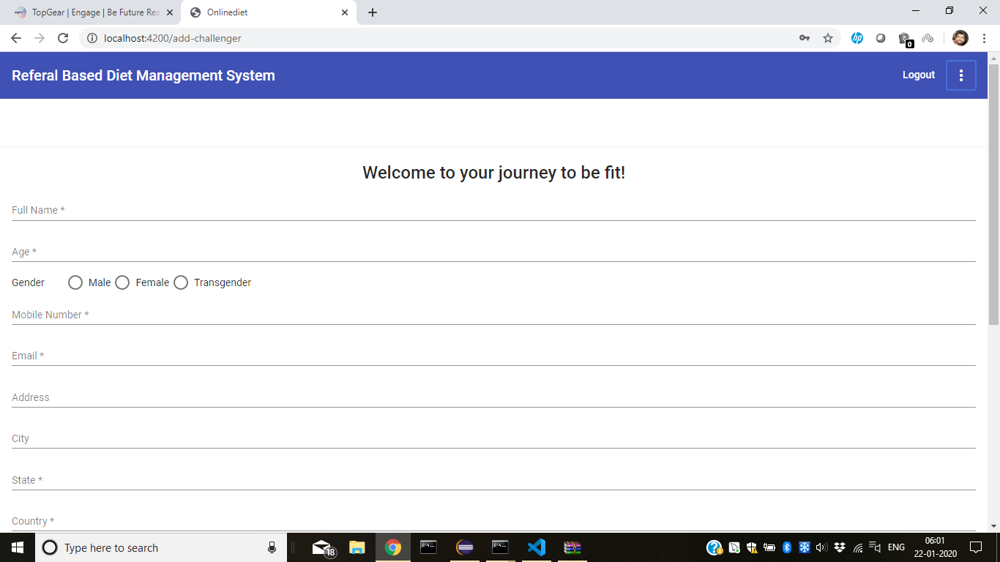 TopGear | Engage | Be Future Rea
Onlinediet
localhost:4200/add-challenger
0
Referal Based Diet Management System
Logout
Welcome to your journey to be fit!
Full Name *
Age *
Gender Male Female Transgender
Mobile Number *
Email *
Address
City
State *
Country *
Type here to search
18
ENG
06:01
22-01-2020